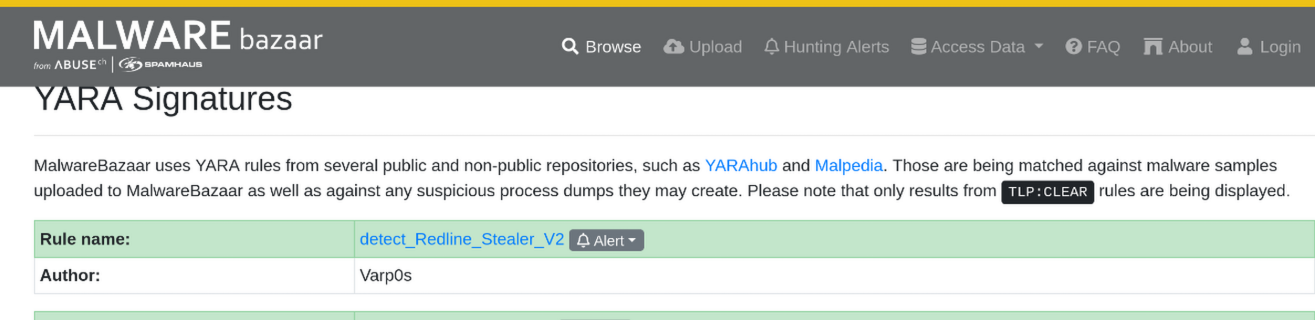 MALWARE bazaar
from ABUSE ch | SPAMHAUS
Browse Upload Hunting Alerts Access Data FAQ About Login
YARA Signatures
MalwareBazaar uses YARA rules from several public and non-public repositories, such as YARAhub and Malpedia. Those are being matched against malware samples
uploaded to MalwareBazaar as well as against any suspicious process dumps they may create. Please note that only results from TLP:CLEAR rules are being displayed.
Rule name: detect_Redline_Stealer_V2 Alert
Author: Varp0s